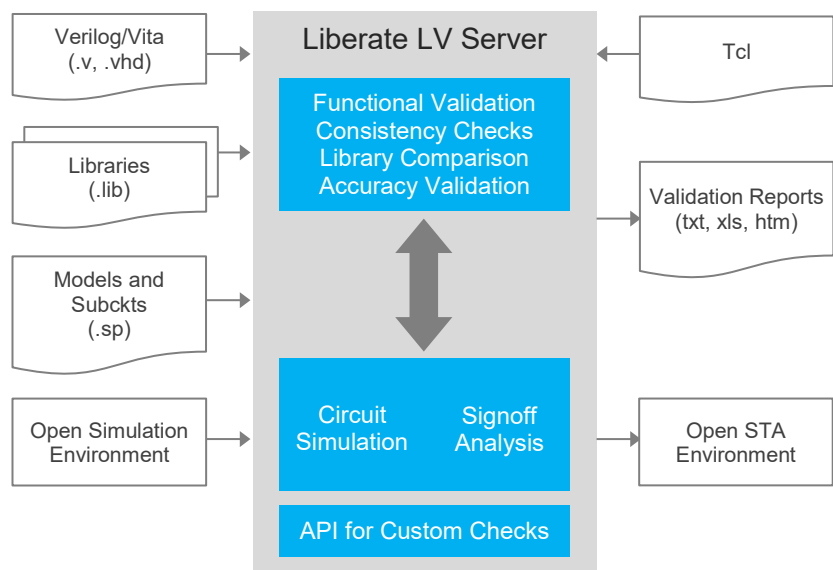 Verilog/Vita
(.v, .vhd)
Libraries
(.lib)
Models and
Subckts
(.sp)
Open Simulation
Environment
Liberate LV Server
Functional Validation
Consistency Checks
Library Comparison
Accuracy Validation
Circuit
Simulation
Signoff
Analysis
API for Custom Checks
Tcl
Validation Reports
(txt, xls, htm)
Open STA
Environment